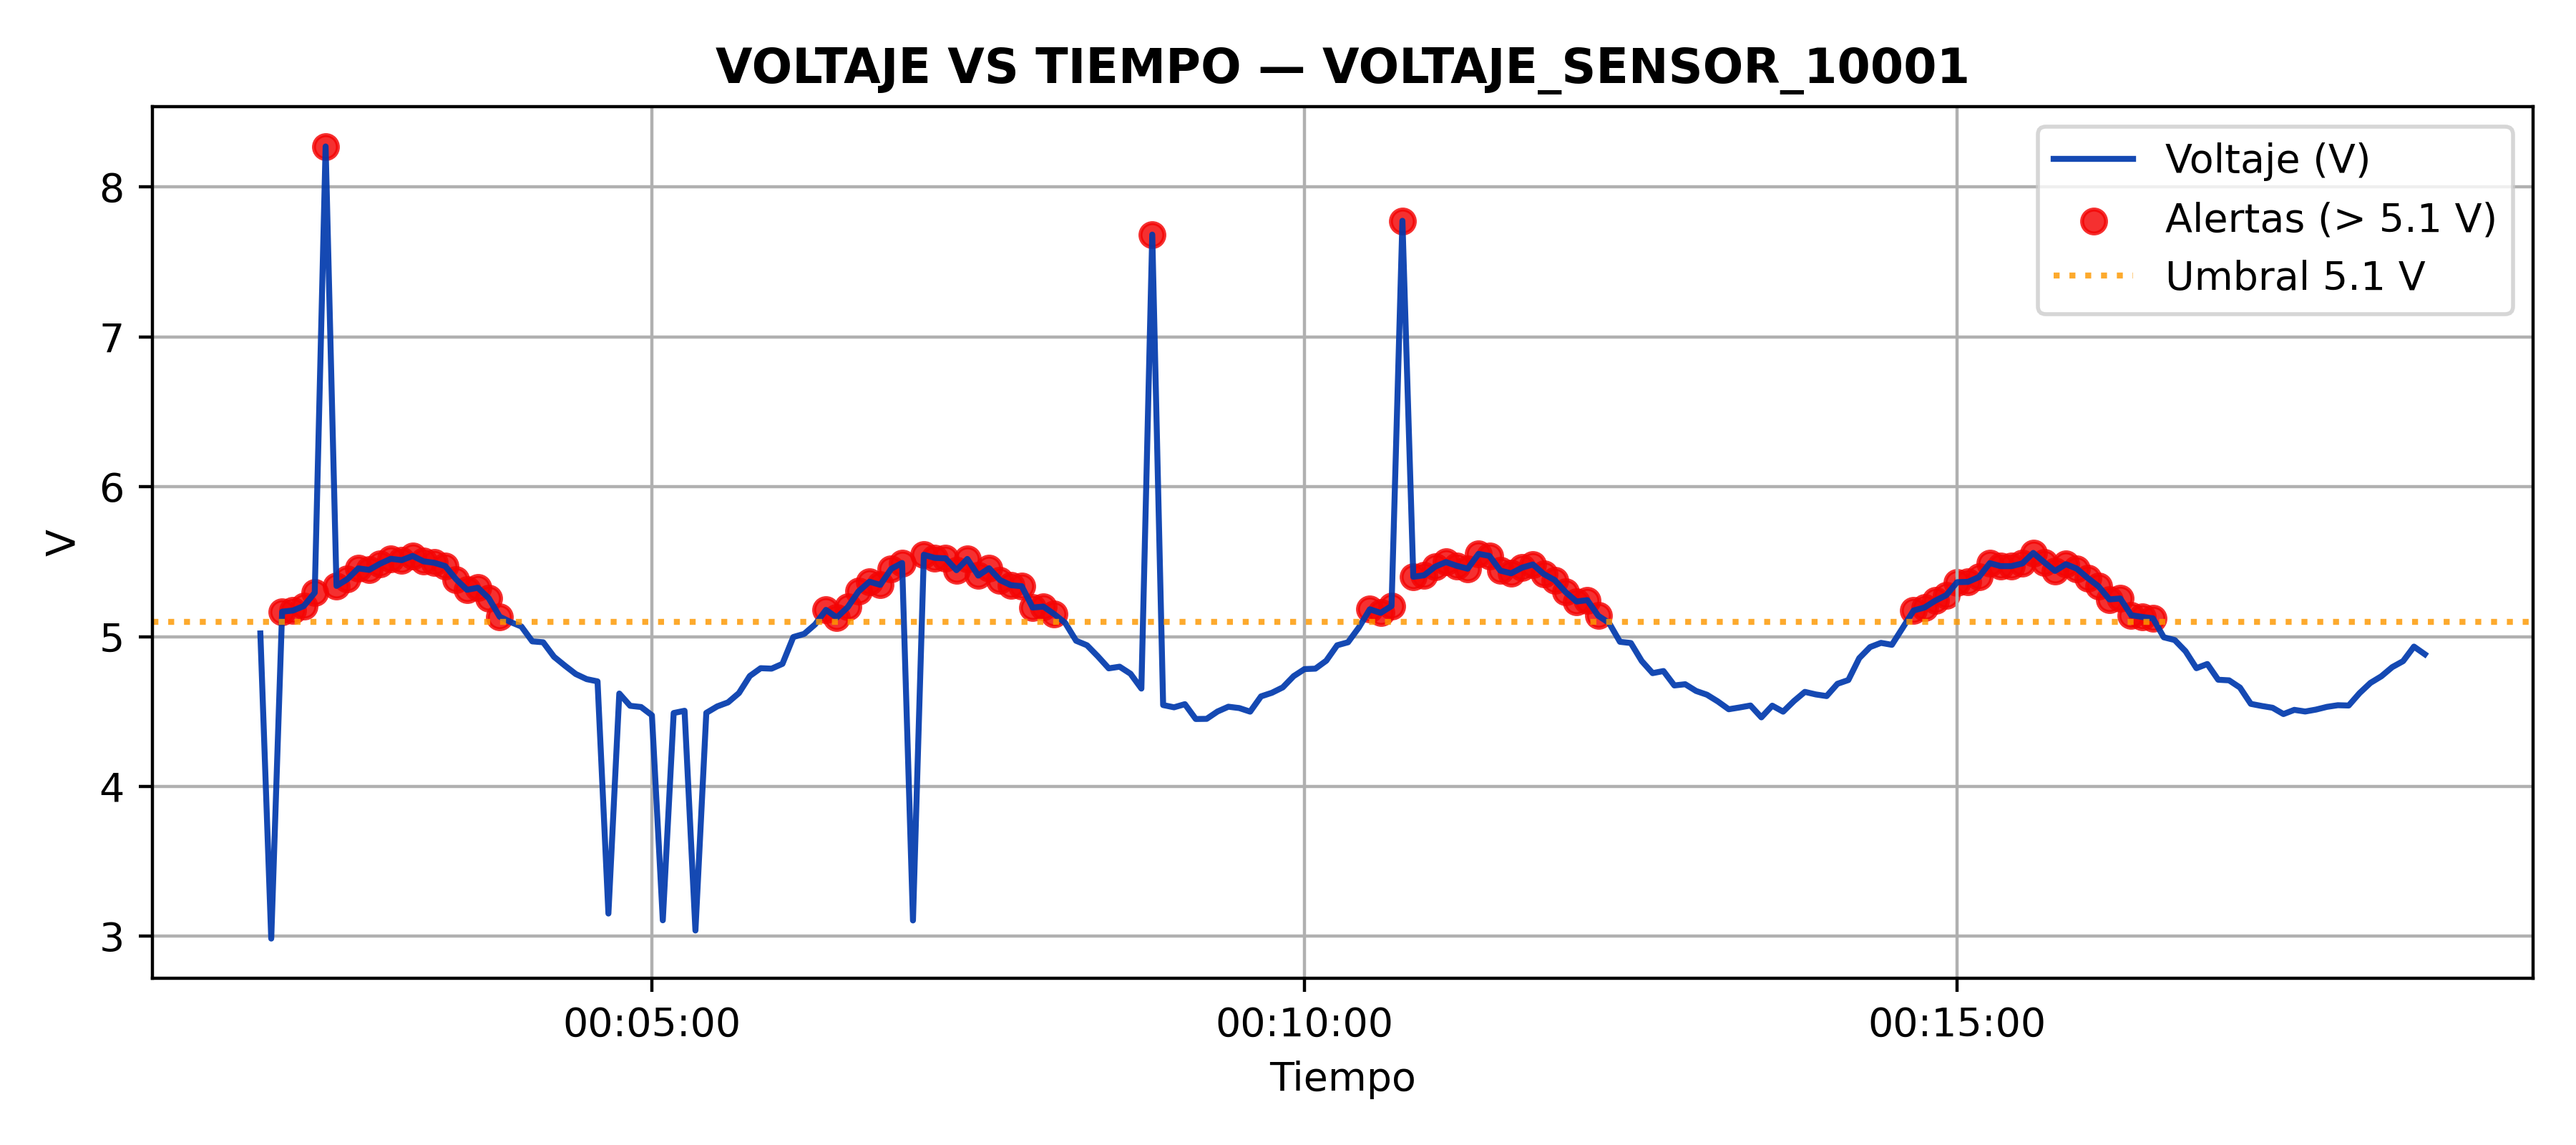 VOLTAJE VS TIEMPO — VOLTAJE_SENSOR_10001
Voltaje (V)
Alertas (> 5.1 V)
Umbral 5.1 V
8
7
6
5
4
3
V
00:05:00
00:10:00
00:15:00
Tiempo